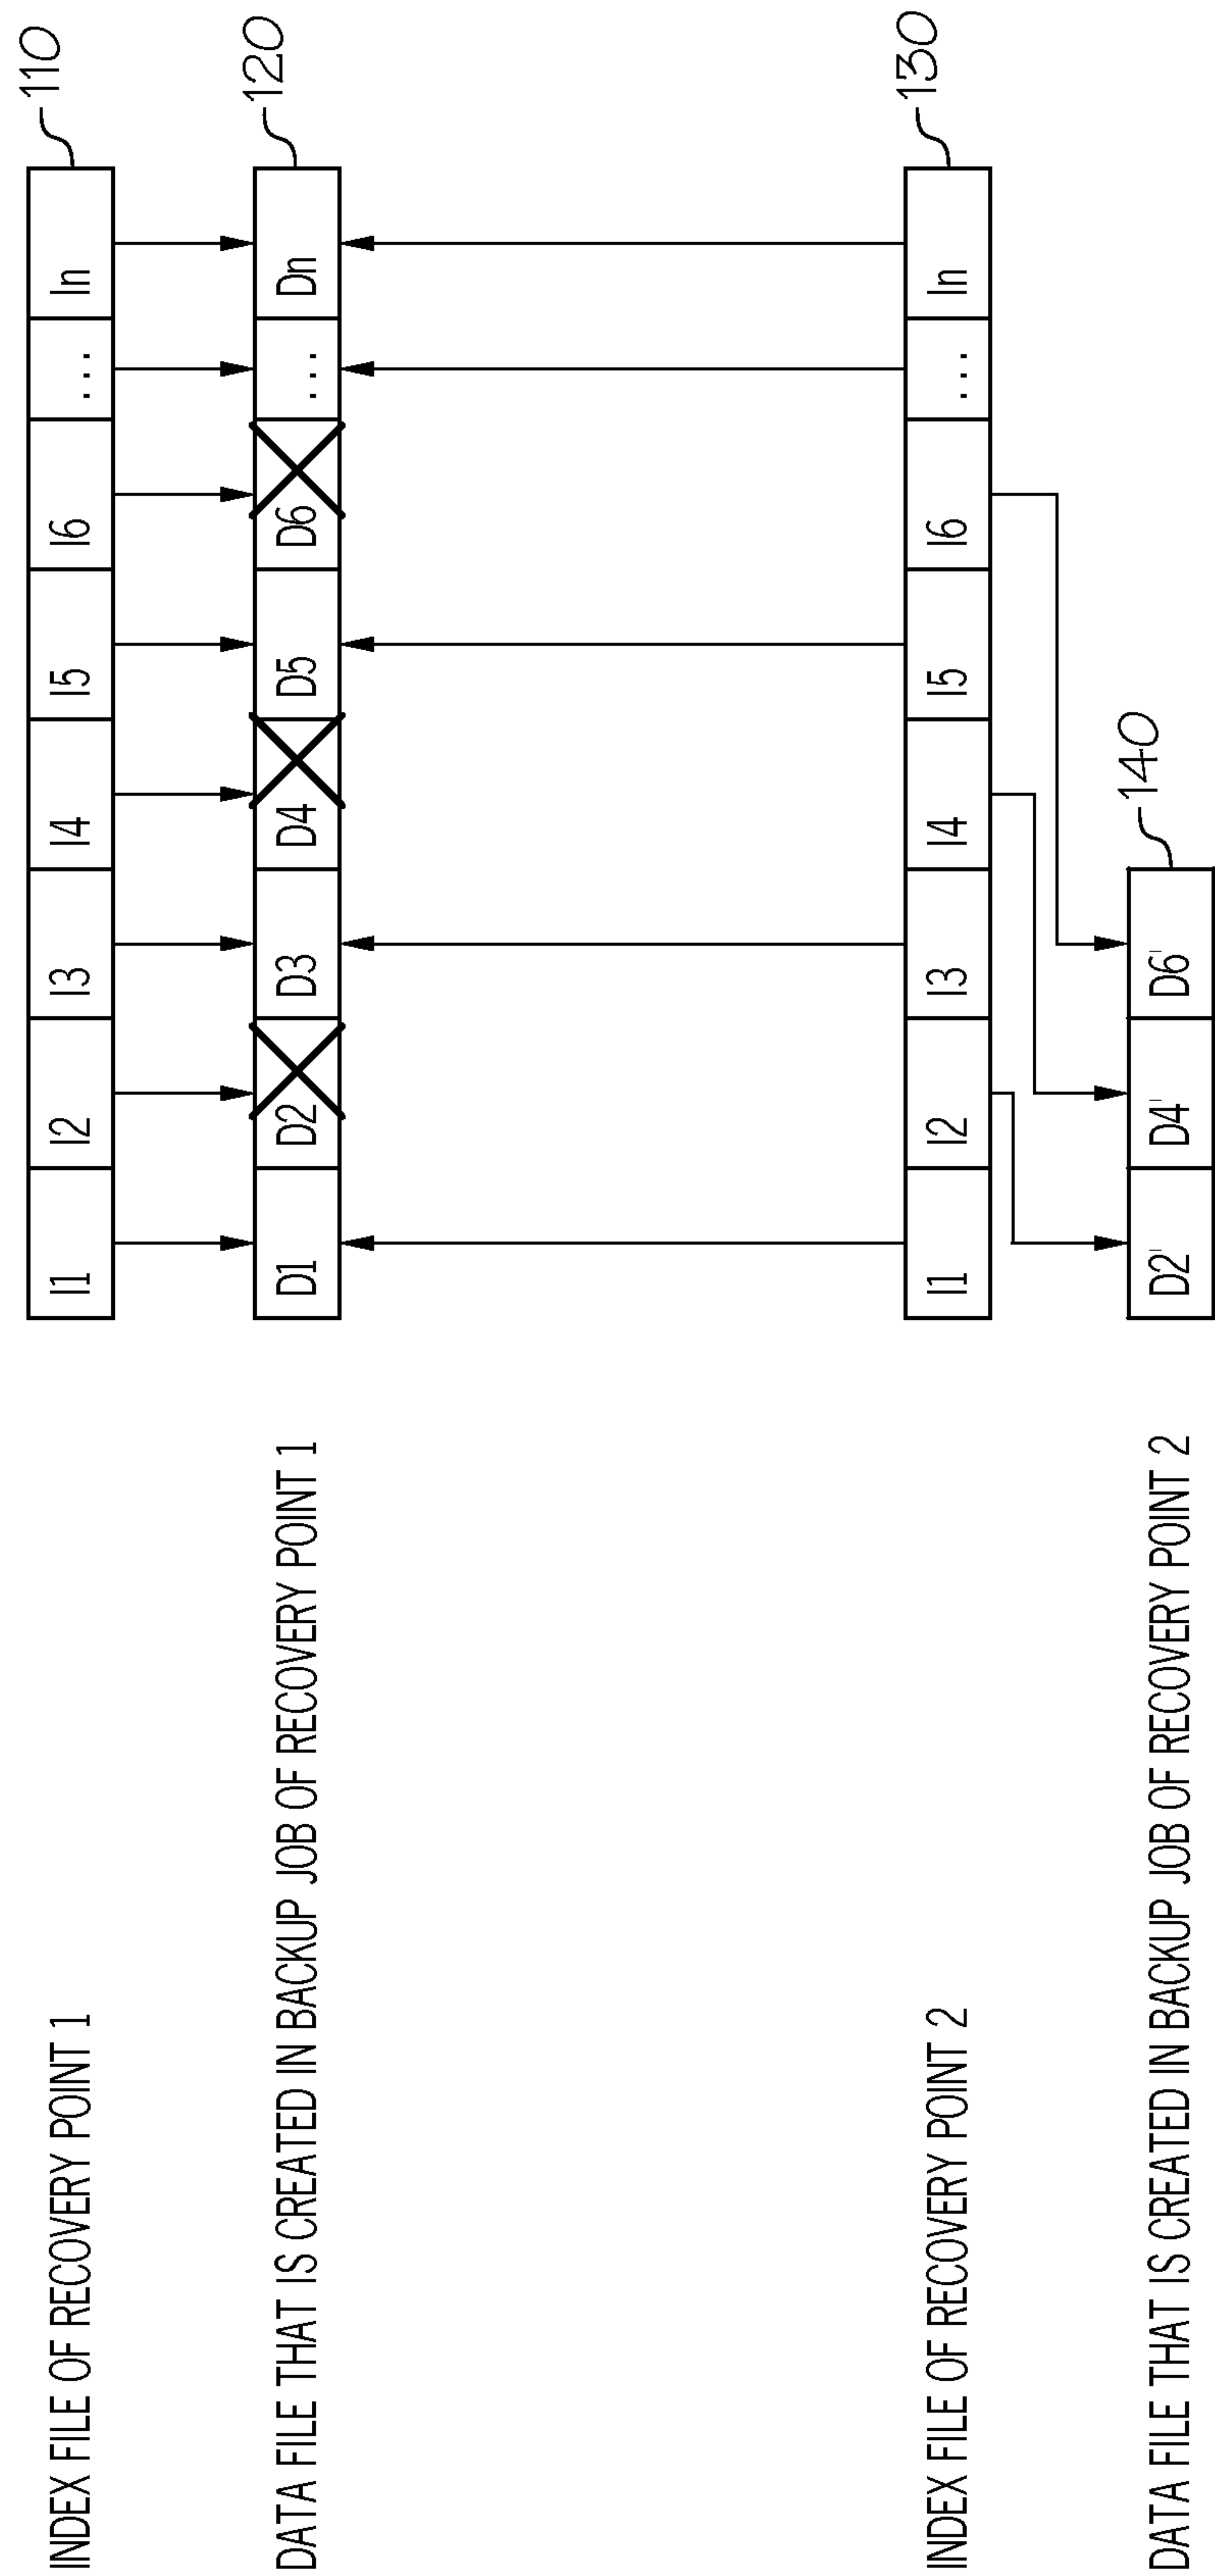 INDEX FILE OF RECOVERY POINT 1
I1 I2 I3 I4 I5 I6 ... In
110
DATA FILE THAT IS CREATED IN BACKUP JOB OF RECOVERY POINT 1
D1 D2 D3 D4 D5 D6 ... Dn
120
INDEX FILE OF RECOVERY POINT 2
I1 I2 I3 I4 I5 I6 ... In
130
DATA FILE THAT IS CREATED IN BACKUP JOB OF RECOVERY POINT 2
D2' D4' D6'
140